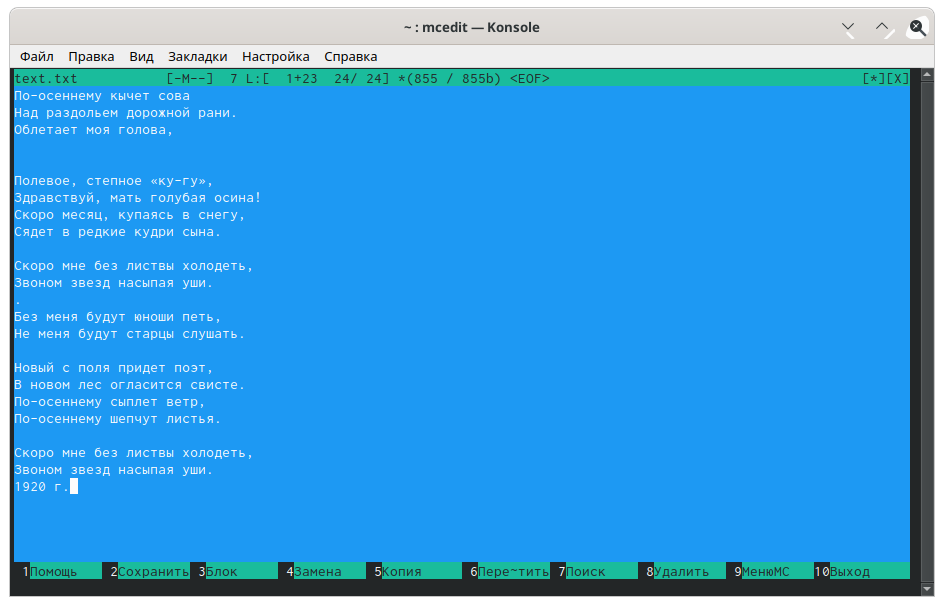 ~ : mcedit — Konsole
Файл Правка Вид Закладки Настройка Справка
text.txt [-M--] 7 L:[ 1+23 24/ 24] *(855 / 855b) <EOF> [*][X]
По-осеннему кычет сова
Над раздольем дорожной рани.
Облетает моя голова,
Полевое, степное «ку-гу»,
Здравствуй, мать голубая осина!
Скоро месяц, купаясь в снегу,
Сядет в редкие кудри сына.
Скоро мне без листвы холодеть,
Звоном звезд насыпая уши.
.
Без меня будут юноши петь,
Не меня будут старцы слушать.
Новый с поля придет поэт,
В новом лес огласится свисте.
По-осеннему сыплет ветр,
По-осеннему шепчут листья.
Скоро мне без листвы холодеть,
Звоном звезд насыпая уши.
1920 г.
1Помощь 2Сохранить 3Блок 4Замена 5Копия 6Пере~тить 7Поиск 8Удалить 9МенюMC 10Выход